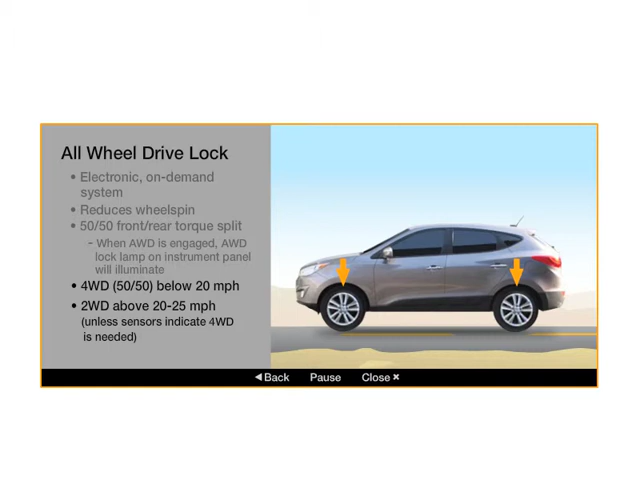 All Wheel Drive Lock
• Electronic, on-demand
system
• Reduces wheelspin
• 50/50 front/rear torque split
- When AWD is engaged, AWD
lock lamp on instrument panel
will illuminate
• 4WD (50/50) below 20 mph
• 2WD above 20-25 mph
(unless sensors indicate 4WD
is needed)
◀ Back Pause Close ✖